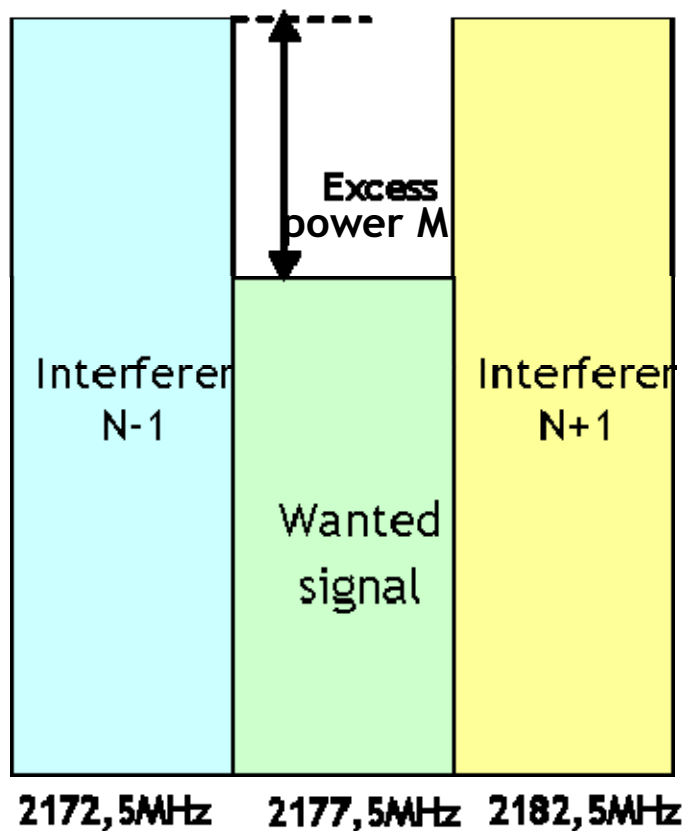 Excess
power M
Interferer
N-1
Interferer
N+1
Wanted
signal
2172,5MHz
2177,5MHz
2182,5MHz